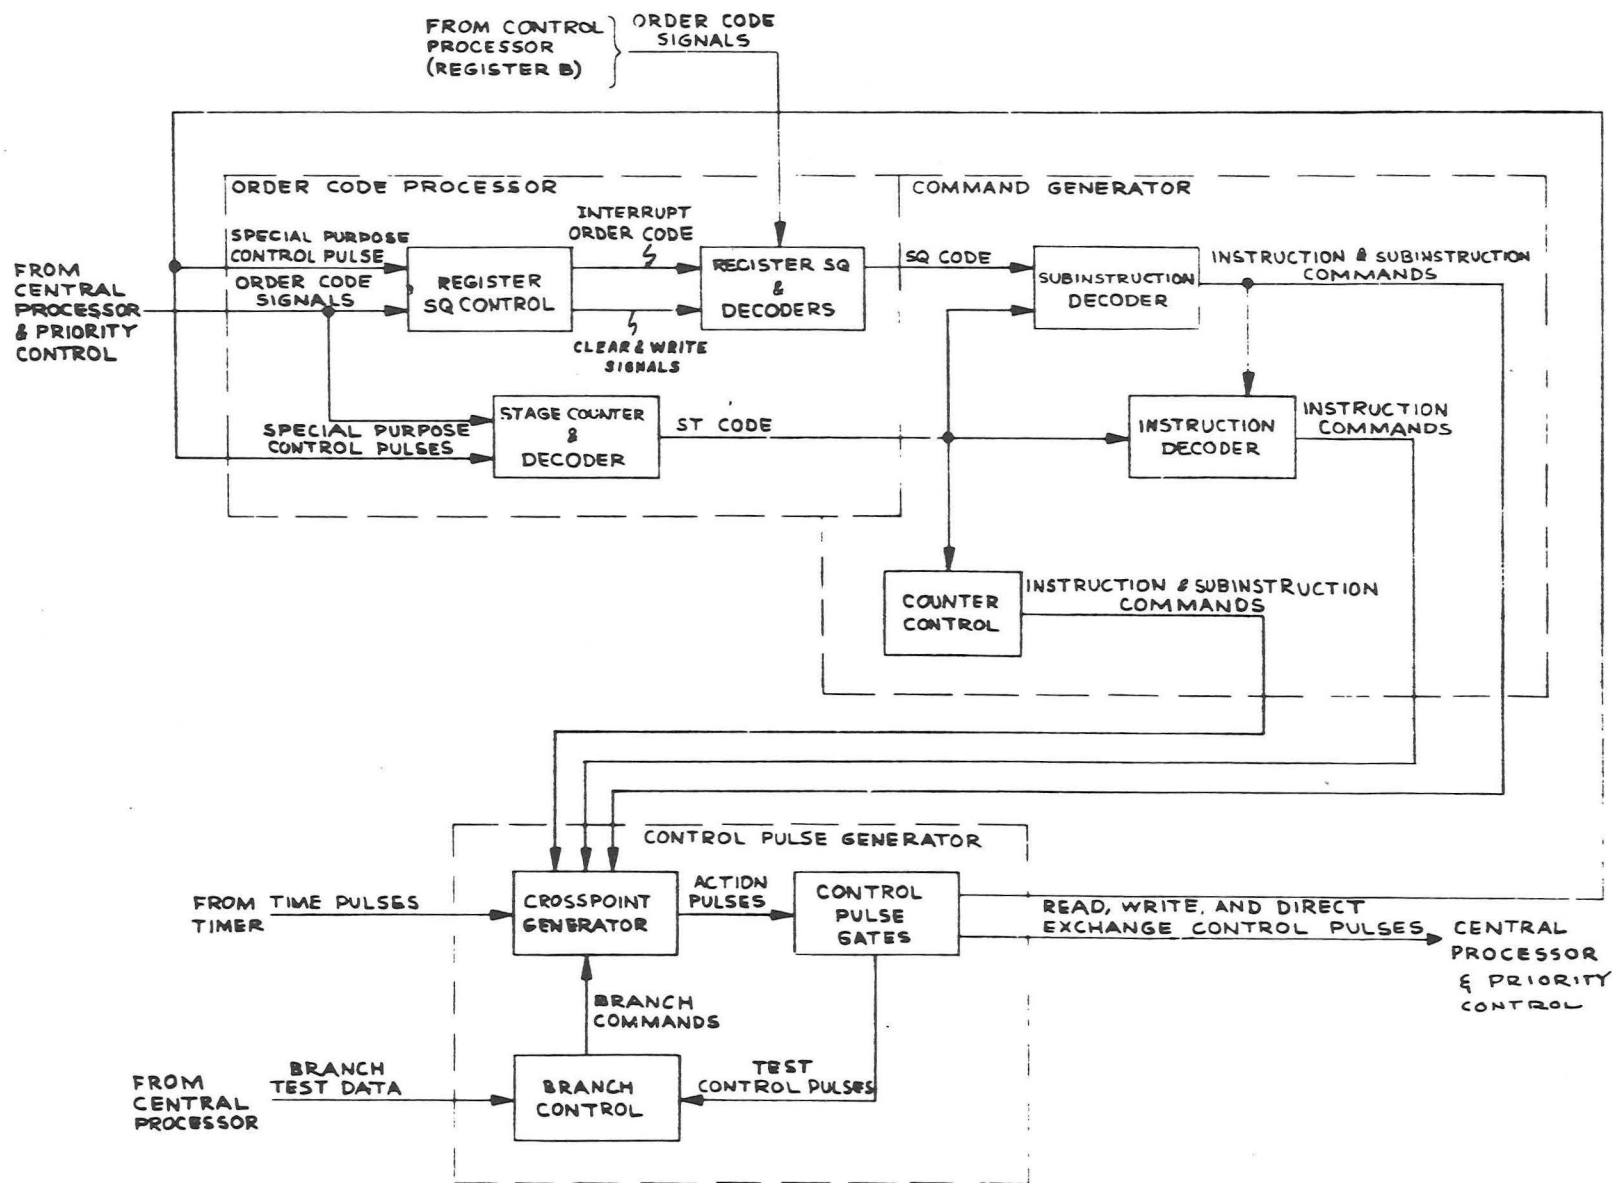 FROM CONTROL
PROCESSOR
(REGISTER B)
ORDER CODE
SIGNALS
ORDER CODE PROCESSOR
COMMAND GENERATOR
FROM
CENTRAL
PROCESSOR
& PRIORITY
CONTROL
SPECIAL PURPOSE
CONTROL PULSE
ORDER CODE
SIGNALS
REGISTER
SQ CONTROL
INTERRUPT
ORDER CODE
CLEAR & WRITE
SIGNALS
REGISTER SQ
&
DECODERS
SQ CODE
SUBINSTRUCTION
DECODER
INSTRUCTION & SUBINSTRUCTION
COMMANDS
SPECIAL PURPOSE
CONTROL PULSES
STAGE COUNTER
&
DECODER
ST CODE
INSTRUCTION
DECODER
INSTRUCTION
COMMANDS
COUNTER
CONTROL
INSTRUCTION & SUBINSTRUCTION
COMMANDS
CONTROL PULSE GENERATOR
FROM
TIMER
TIME PULSES
CROSSPOINT
GENERATOR
ACTION
PULSES
CONTROL
PULSE
GATES
READ, WRITE, AND DIRECT
EXCHANGE CONTROL PULSES
CENTRAL
PROCESSOR
& PRIORITY
CONTROL
BRANCH
COMMANDS
FROM
CENTRAL
PROCESSOR
BRANCH
TEST DATA
BRANCH
CONTROL
TEST
CONTROL PULSES